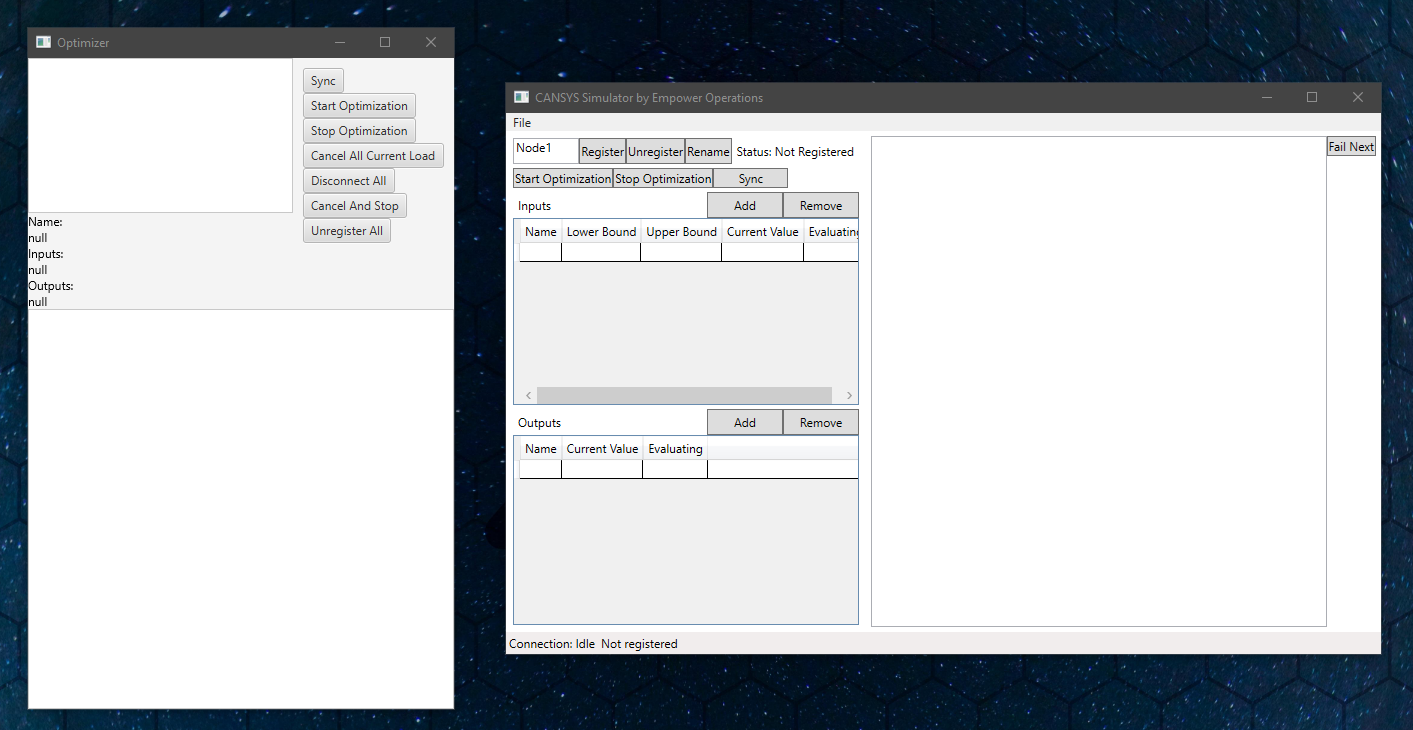 Optimizer
Sync
Start Optimization
Stop Optimization
Cancel All Current Load
Disconnect All
Cancel And Stop
Unregister All
Name:
null
Inputs:
null
Outputs:
null
CANSYS Simulator by Empower Operations
File
Node1 Register Unregister Rename Status: Not Registered
Start Optimization Stop Optimization Sync
Inputs Add Remove
Name Lower Bound Upper Bound Current Value Evaluating
Outputs Add Remove
Name Current Value Evaluating
Fail Next
Connection: Idle Not registered